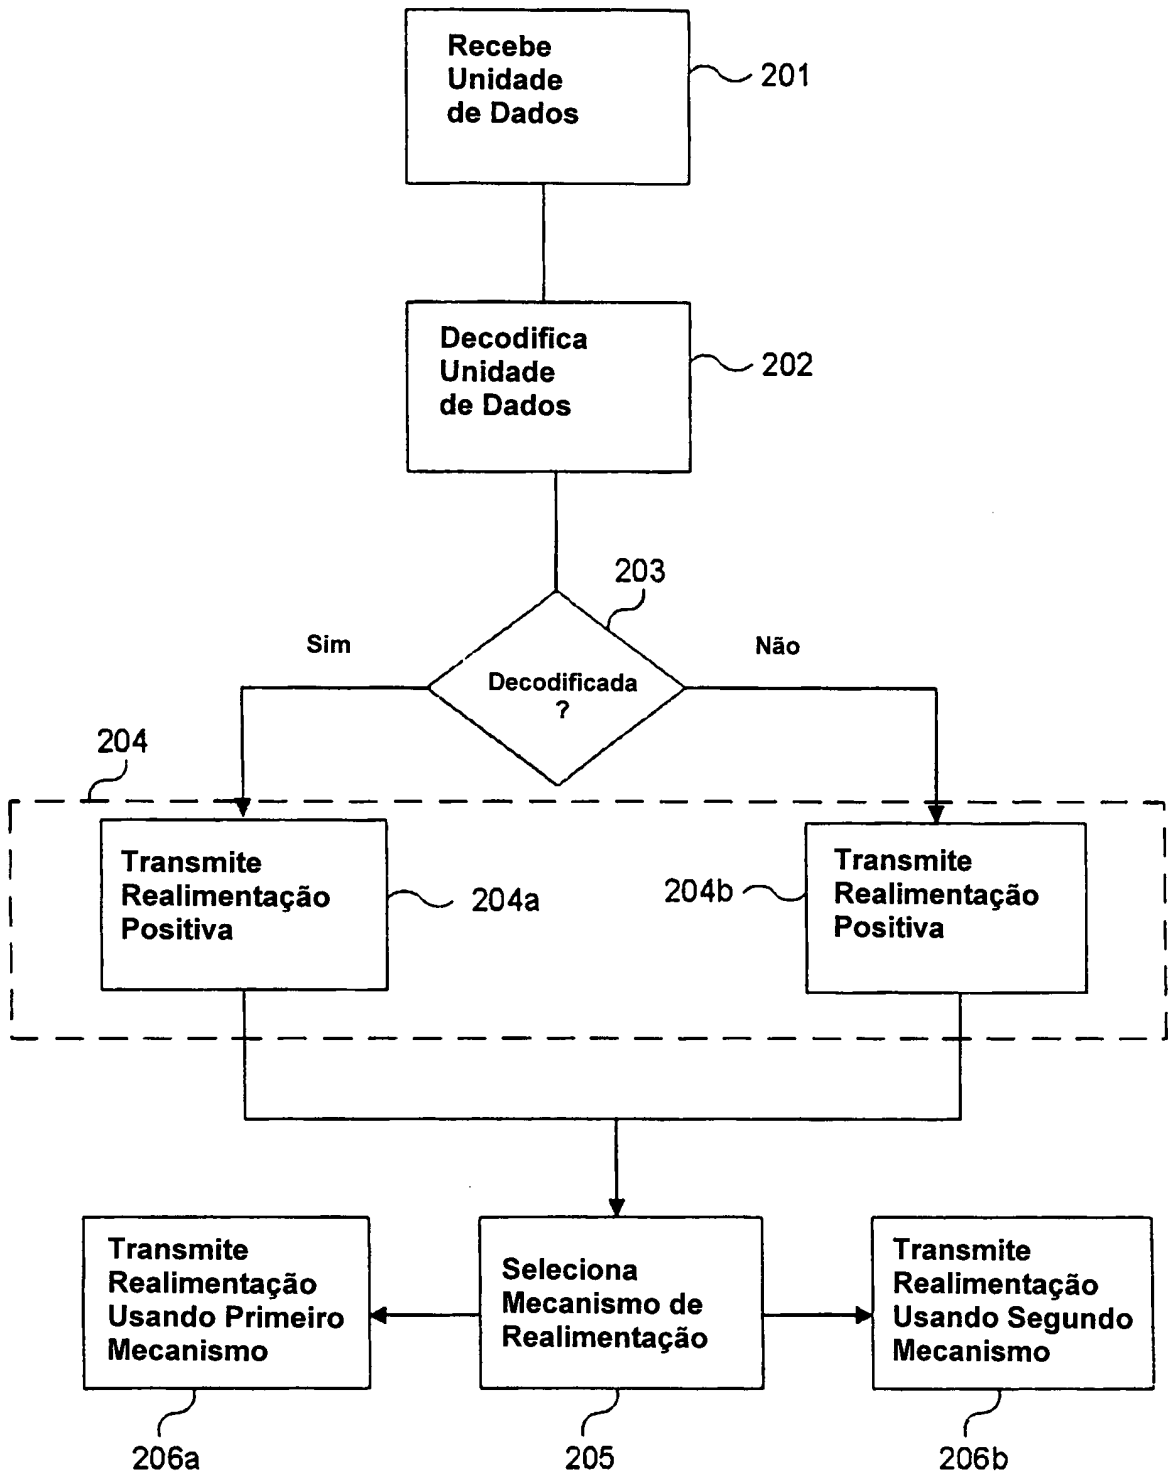 Recebe
Unidade
de Dados
201
Decodifica
Unidade
de Dados
202
203
Sim
Não
Decodificada
?
204
Transmite
Realimentação
Positiva
204a
204b
Transmite
Realimentação
Positiva
Transmite
Realimentação
Usando Primeiro
Mecanismo
Seleciona
Mecanismo de
Realimentação
Transmite
Realimentação
Usando Segundo
Mecanismo
206a
205
206b